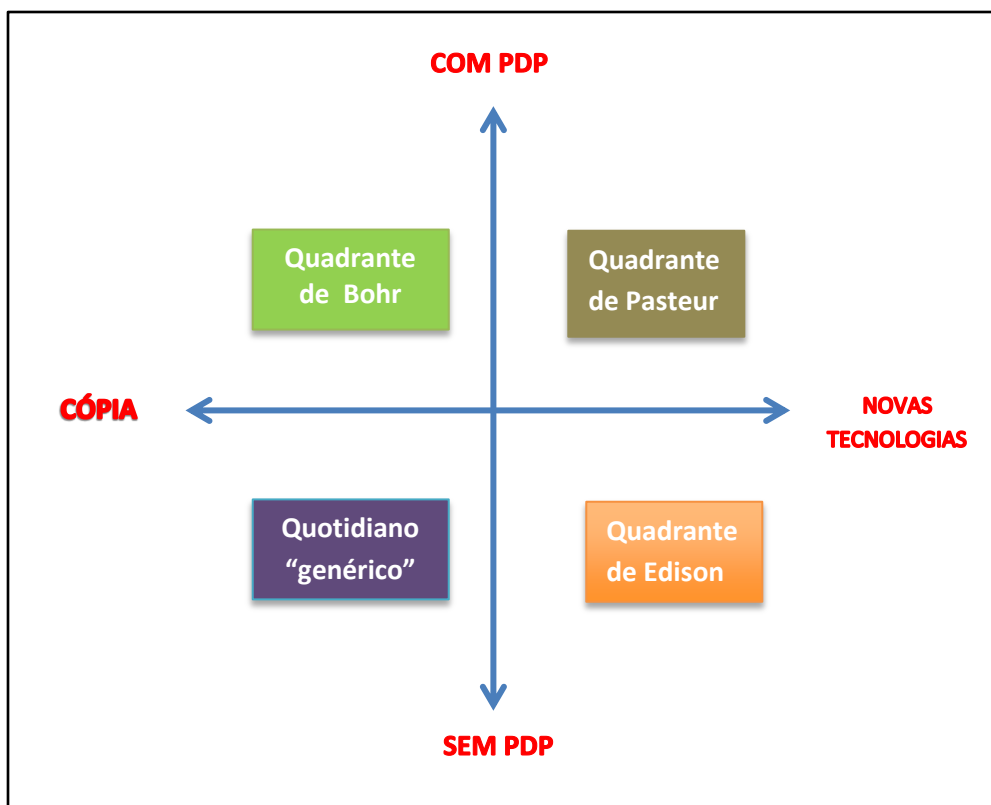 COM PDP
Quadrante
de Bohr
Quadrante
de Pasteur
CÓPIA
NOVAS
TECNOLOGIAS
Quotidiano
“genérico”
Quadrante
de Edison
SEM PDP